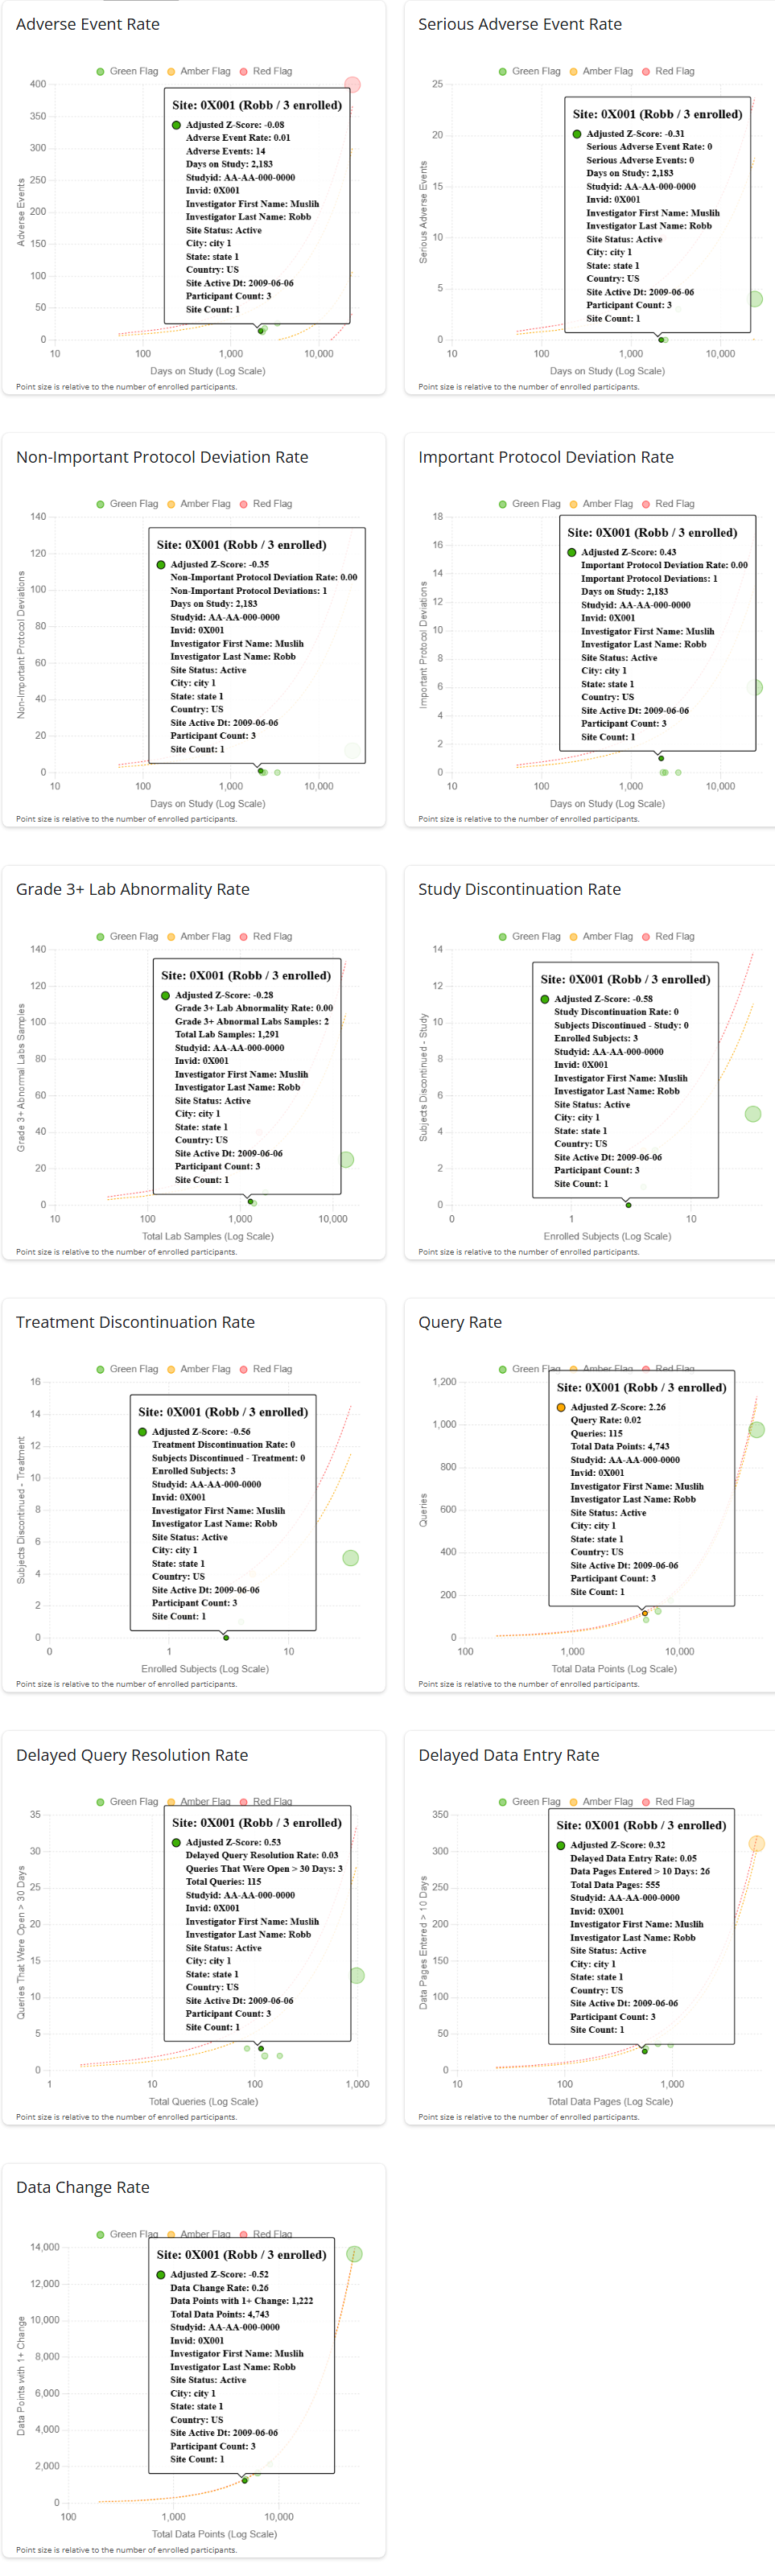 Adverse Event Rate
Green Flag Amber Flag Red Flag
Adverse Events
400
350
300
250
200
150
100
50
0
Site: 0X001 (Robb / 3 enrolled)
Adjusted Z-Score: -0.08
Adverse Event Rate: 0.01
Adverse Events: 14
Days on Study: 2,183
Studyid: AA-AA-000-0000
Invid: 0X001
Investigator First Name: Muslih
Investigator Last Name: Robb
Site Status: Active
City: city 1
State: state 1
Country: US
Site Active Dt: 2009-06-06
Participant Count: 3
Site Count: 1
10 100 1,000 10,000
Days on Study (Log Scale)
Point size is relative to the number of enrolled participants.
Serious Adverse Event Rate
Green Flag Amber Flag Red Flag
Serious Adverse Events
25
20
15
10
5
0
Site: 0X001 (Robb / 3 enrolled)
Adjusted Z-Score: -0.31
Serious Adverse Event Rate: 0
Serious Adverse Events: 0
Days on Study: 2,183
Studyid: AA-AA-000-0000
Invid: 0X001
Investigator First Name: Muslih
Investigator Last Name: Robb
Site Status: Active
City: city 1
State: state 1
Country: US
Site Active Dt: 2009-06-06
Participant Count: 3
Site Count: 1
10 100 1,000 10,000
Days on Study (Log Scale)
Point size is relative to the number of enrolled participants.
Non-Important Protocol Deviation Rate
Green Flag Amber Flag Red Flag
Non-Important Protocol Deviations
140
120
100
80
60
40
20
0
Site: 0X001 (Robb / 3 enrolled)
Adjusted Z-Score: -0.35
Non-Important Protocol Deviation Rate: 0.00
Non-Important Protocol Deviations: 1
Days on Study: 2,183
Studyid: AA-AA-000-0000
Invid: 0X001
Investigator First Name: Muslih
Investigator Last Name: Robb
Site Status: Active
City: city 1
State: state 1
Country: US
Site Active Dt: 2009-06-06
Participant Count: 3
Site Count: 1
10 100 1,000 10,000
Days on Study (Log Scale)
Point size is relative to the number of enrolled participants.
Important Protocol Deviation Rate
Green Flag Amber Flag Red Flag
Important Protocol Deviations
18
16
14
12
10
8
6
4
2
0
Site: 0X001 (Robb / 3 enrolled)
Adjusted Z-Score: 0.43
Important Protocol Deviation Rate: 0.00
Important Protocol Deviations: 1
Days on Study: 2,183
Studyid: AA-AA-000-0000
Invid: 0X001
Investigator First Name: Muslih
Investigator Last Name: Robb
Site Status: Active
City: city 1
State: state 1
Country: US
Site Active Dt: 2009-06-06
Participant Count: 3
Site Count: 1
10 100 1,000 10,000
Days on Study (Log Scale)
Point size is relative to the number of enrolled participants.
Grade 3+ Lab Abnormality Rate
Green Flag Amber Flag Red Flag
Grade 3+ Abnormal Labs Samples
140
120
100
80
60
40
20
0
Site: 0X001 (Robb / 3 enrolled)
Adjusted Z-Score: -0.28
Grade 3+ Lab Abnormality Rate: 0.00
Grade 3+ Abnormal Labs Samples: 2
Total Lab Samples: 1,291
Studyid: AA-AA-000-0000
Invid: 0X001
Investigator First Name: Muslih
Investigator Last Name: Robb
Site Status: Active
City: city 1
State: state 1
Country: US
Site Active Dt: 2009-06-06
Participant Count: 3
Site Count: 1
10 100 1,000 10,000
Total Lab Samples (Log Scale)
Point size is relative to the number of enrolled participants.
Study Discontinuation Rate
Green Flag Amber Flag Red Flag
Subjects Discontinued - Study
14
12
10
8
6
4
2
0
Site: 0X001 (Robb / 3 enrolled)
Adjusted Z-Score: -0.58
Study Discontinuation Rate: 0
Subjects Discontinued - Study: 0
Enrolled Subjects: 3
Studyid: AA-AA-000-0000
Invid: 0X001
Investigator First Name: Muslih
Investigator Last Name: Robb
Site Status: Active
City: city 1
State: state 1
Country: US
Site Active Dt: 2009-06-06
Participant Count: 3
Site Count: 1
0 1 10
Enrolled Subjects (Log Scale)
Point size is relative to the number of enrolled participants.
Treatment Discontinuation Rate
Green Flag Amber Flag Red Flag
Subjects Discontinued - Treatment
16
14
12
10
8
6
4
2
0
Site: 0X001 (Robb / 3 enrolled)
Adjusted Z-Score: -0.56
Treatment Discontinuation Rate: 0
Subjects Discontinued - Treatment: 0
Enrolled Subjects: 3
Studyid: AA-AA-000-0000
Invid: 0X001
Investigator First Name: Muslih
Investigator Last Name: Robb
Site Status: Active
City: city 1
State: state 1
Country: US
Site Active Dt: 2009-06-06
Participant Count: 3
Site Count: 1
0 1 10
Enrolled Subjects (Log Scale)
Point size is relative to the number of enrolled participants.
Query Rate
Green Flag Amber Flag Red Flag
Queries
1,200
1,000
800
600
400
200
0
Site: 0X001 (Robb / 3 enrolled)
Adjusted Z-Score: 2.26
Query Rate: 0.02
Queries: 115
Total Data Points: 4,743
Studyid: AA-AA-000-0000
Invid: 0X001
Investigator First Name: Muslih
Investigator Last Name: Robb
Site Status: Active
City: city 1
State: state 1
Country: US
Site Active Dt: 2009-06-06
Participant Count: 3
Site Count: 1
100 1,000 10,000
Total Data Points (Log Scale)
Point size is relative to the number of enrolled participants.
Delayed Query Resolution Rate
Green Flag Amber Flag Red Flag
Queries That Were Open > 30 Days
35
30
25
20
15
10
5
0
Site: 0X001 (Robb / 3 enrolled)
Adjusted Z-Score: 0.53
Delayed Query Resolution Rate: 0.03
Queries That Were Open > 30 Days: 3
Total Queries: 115
Studyid: AA-AA-000-0000
Invid: 0X001
Investigator First Name: Muslih
Investigator Last Name: Robb
Site Status: Active
City: city 1
State: state 1
Country: US
Site Active Dt: 2009-06-06
Participant Count: 3
Site Count: 1
1 10 100 1,000
Total Queries (Log Scale)
Point size is relative to the number of enrolled participants.
Delayed Data Entry Rate
Green Flag Amber Flag Red Flag
Data Pages Entered > 10 Days
350
300
250
200
150
100
50
0
Site: 0X001 (Robb / 3 enrolled)
Adjusted Z-Score: 0.32
Delayed Data Entry Rate: 0.05
Data Pages Entered > 10 Days: 26
Total Data Pages: 555
Studyid: AA-AA-000-0000
Invid: 0X001
Investigator First Name: Muslih
Investigator Last Name: Robb
Site Status: Active
City: city 1
State: state 1
Country: US
Site Active Dt: 2009-06-06
Participant Count: 3
Site Count: 1
10 100 1,000
Total Data Pages (Log Scale)
Point size is relative to the number of enrolled participants.
Data Change Rate
Green Flag Amber Flag Red Flag
Data Points with 1+ Change
14,000
12,000
10,000
8,000
6,000
4,000
2,000
0
Site: 0X001 (Robb / 3 enrolled)
Adjusted Z-Score: -0.52
Data Change Rate: 0.26
Data Points with 1+ Change: 1,222
Total Data Points: 4,743
Studyid: AA-AA-000-0000
Invid: 0X001
Investigator First Name: Muslih
Investigator Last Name: Robb
Site Status: Active
City: city 1
State: state 1
Country: US
Site Active Dt: 2009-06-06
Participant Count: 3
Site Count: 1
100 1,000 10,000
Total Data Points (Log Scale)
Point size is relative to the number of enrolled participants.